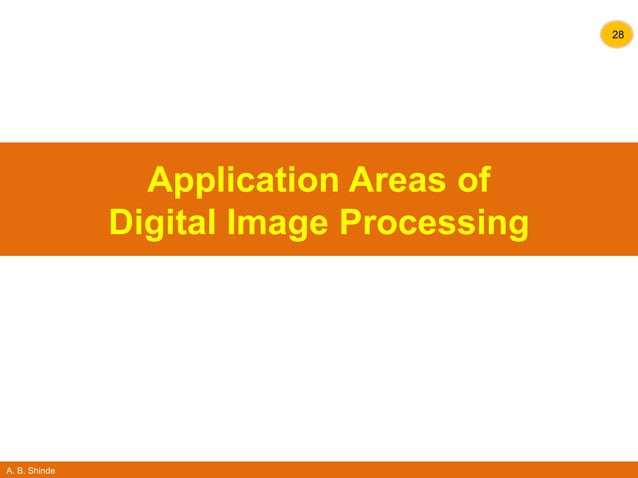 28
Application Areas of
Digital Image Processing
A. B. Shinde